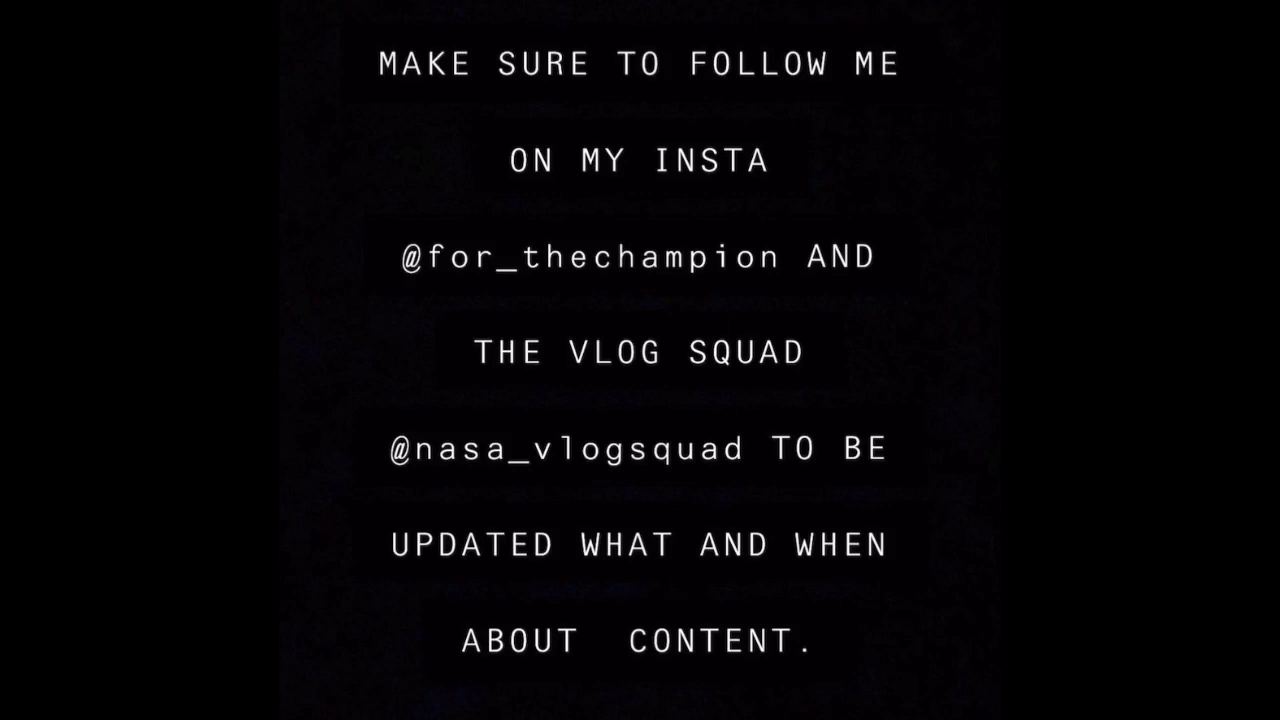 MAKE SURE TO FOLLOW ME
ON MY INSTA
@for_thechampion AND
THE VLOG SQUAD
@nasa_vlogsquad TO BE
UPDATED WHAT AND WHEN
ABOUT  CONTENT.